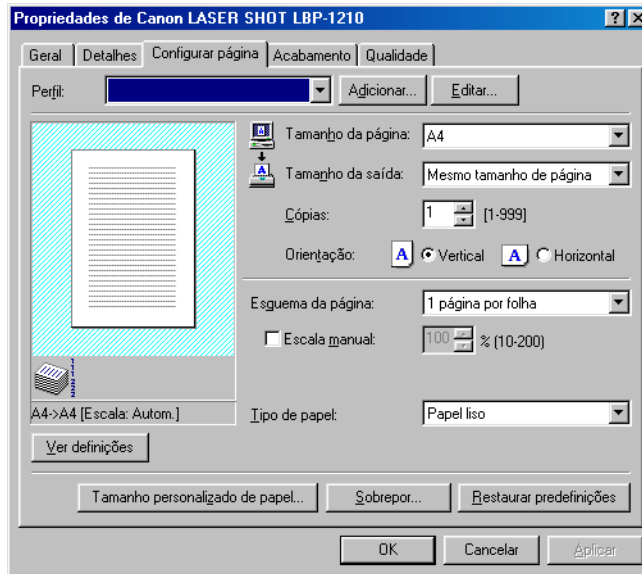 Propriedades de Canon LASER SHOT LBP-1210
Geral Detalhes Configurar página Acabamento Qualidade
Perfil: Adicionar... Editar...
Tamanho da página: A4
Tamanho da saída: Mesmo tamanho de página
Cópias: 1 [1-999]
Orientação: A Vertical A Horizontal
Esguema da página: 1 página por folha
Escala manual: 100 % (10-200)
A4->A4 [Escala: Autom.]
Tipo de papel: Papel liso
Ver definições
Tamanho personalizado de papel... Sobrepor... Restaurar predefinições
OK Cancelar Aplicar